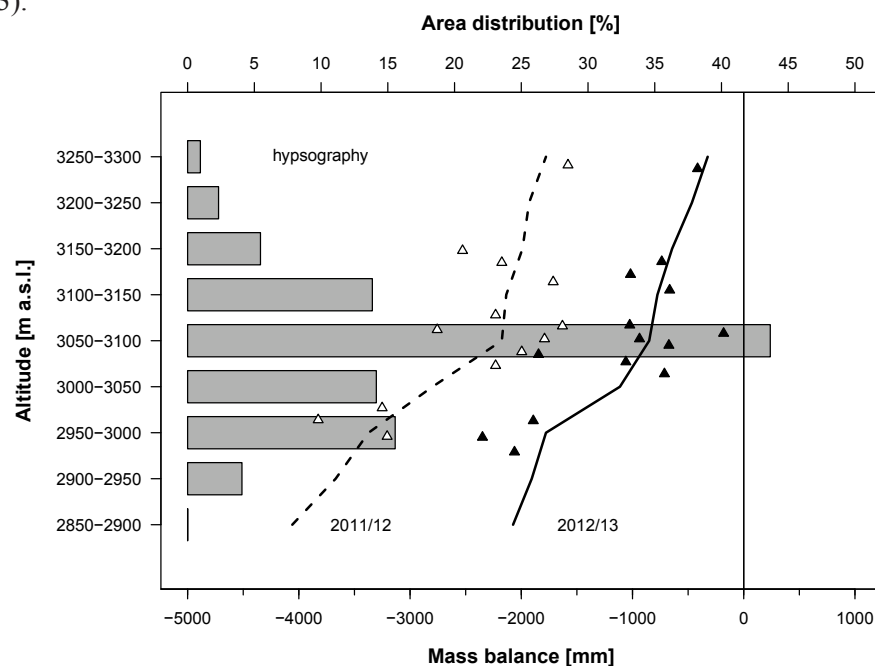 5).
Area distribution [%]
0 5 10 15 20 25 30 35 40 45 50
3250−3300 hypsography
3200−3250
3150−3200
3100−3150
3050−3100
3000−3050
2950−3000
2900−2950
2850−2900 2011/12 2012/13
Altitude [m a.s.l.]
−5000 −4000 −3000 −2000 −1000 0 1000
Mass balance [mm]